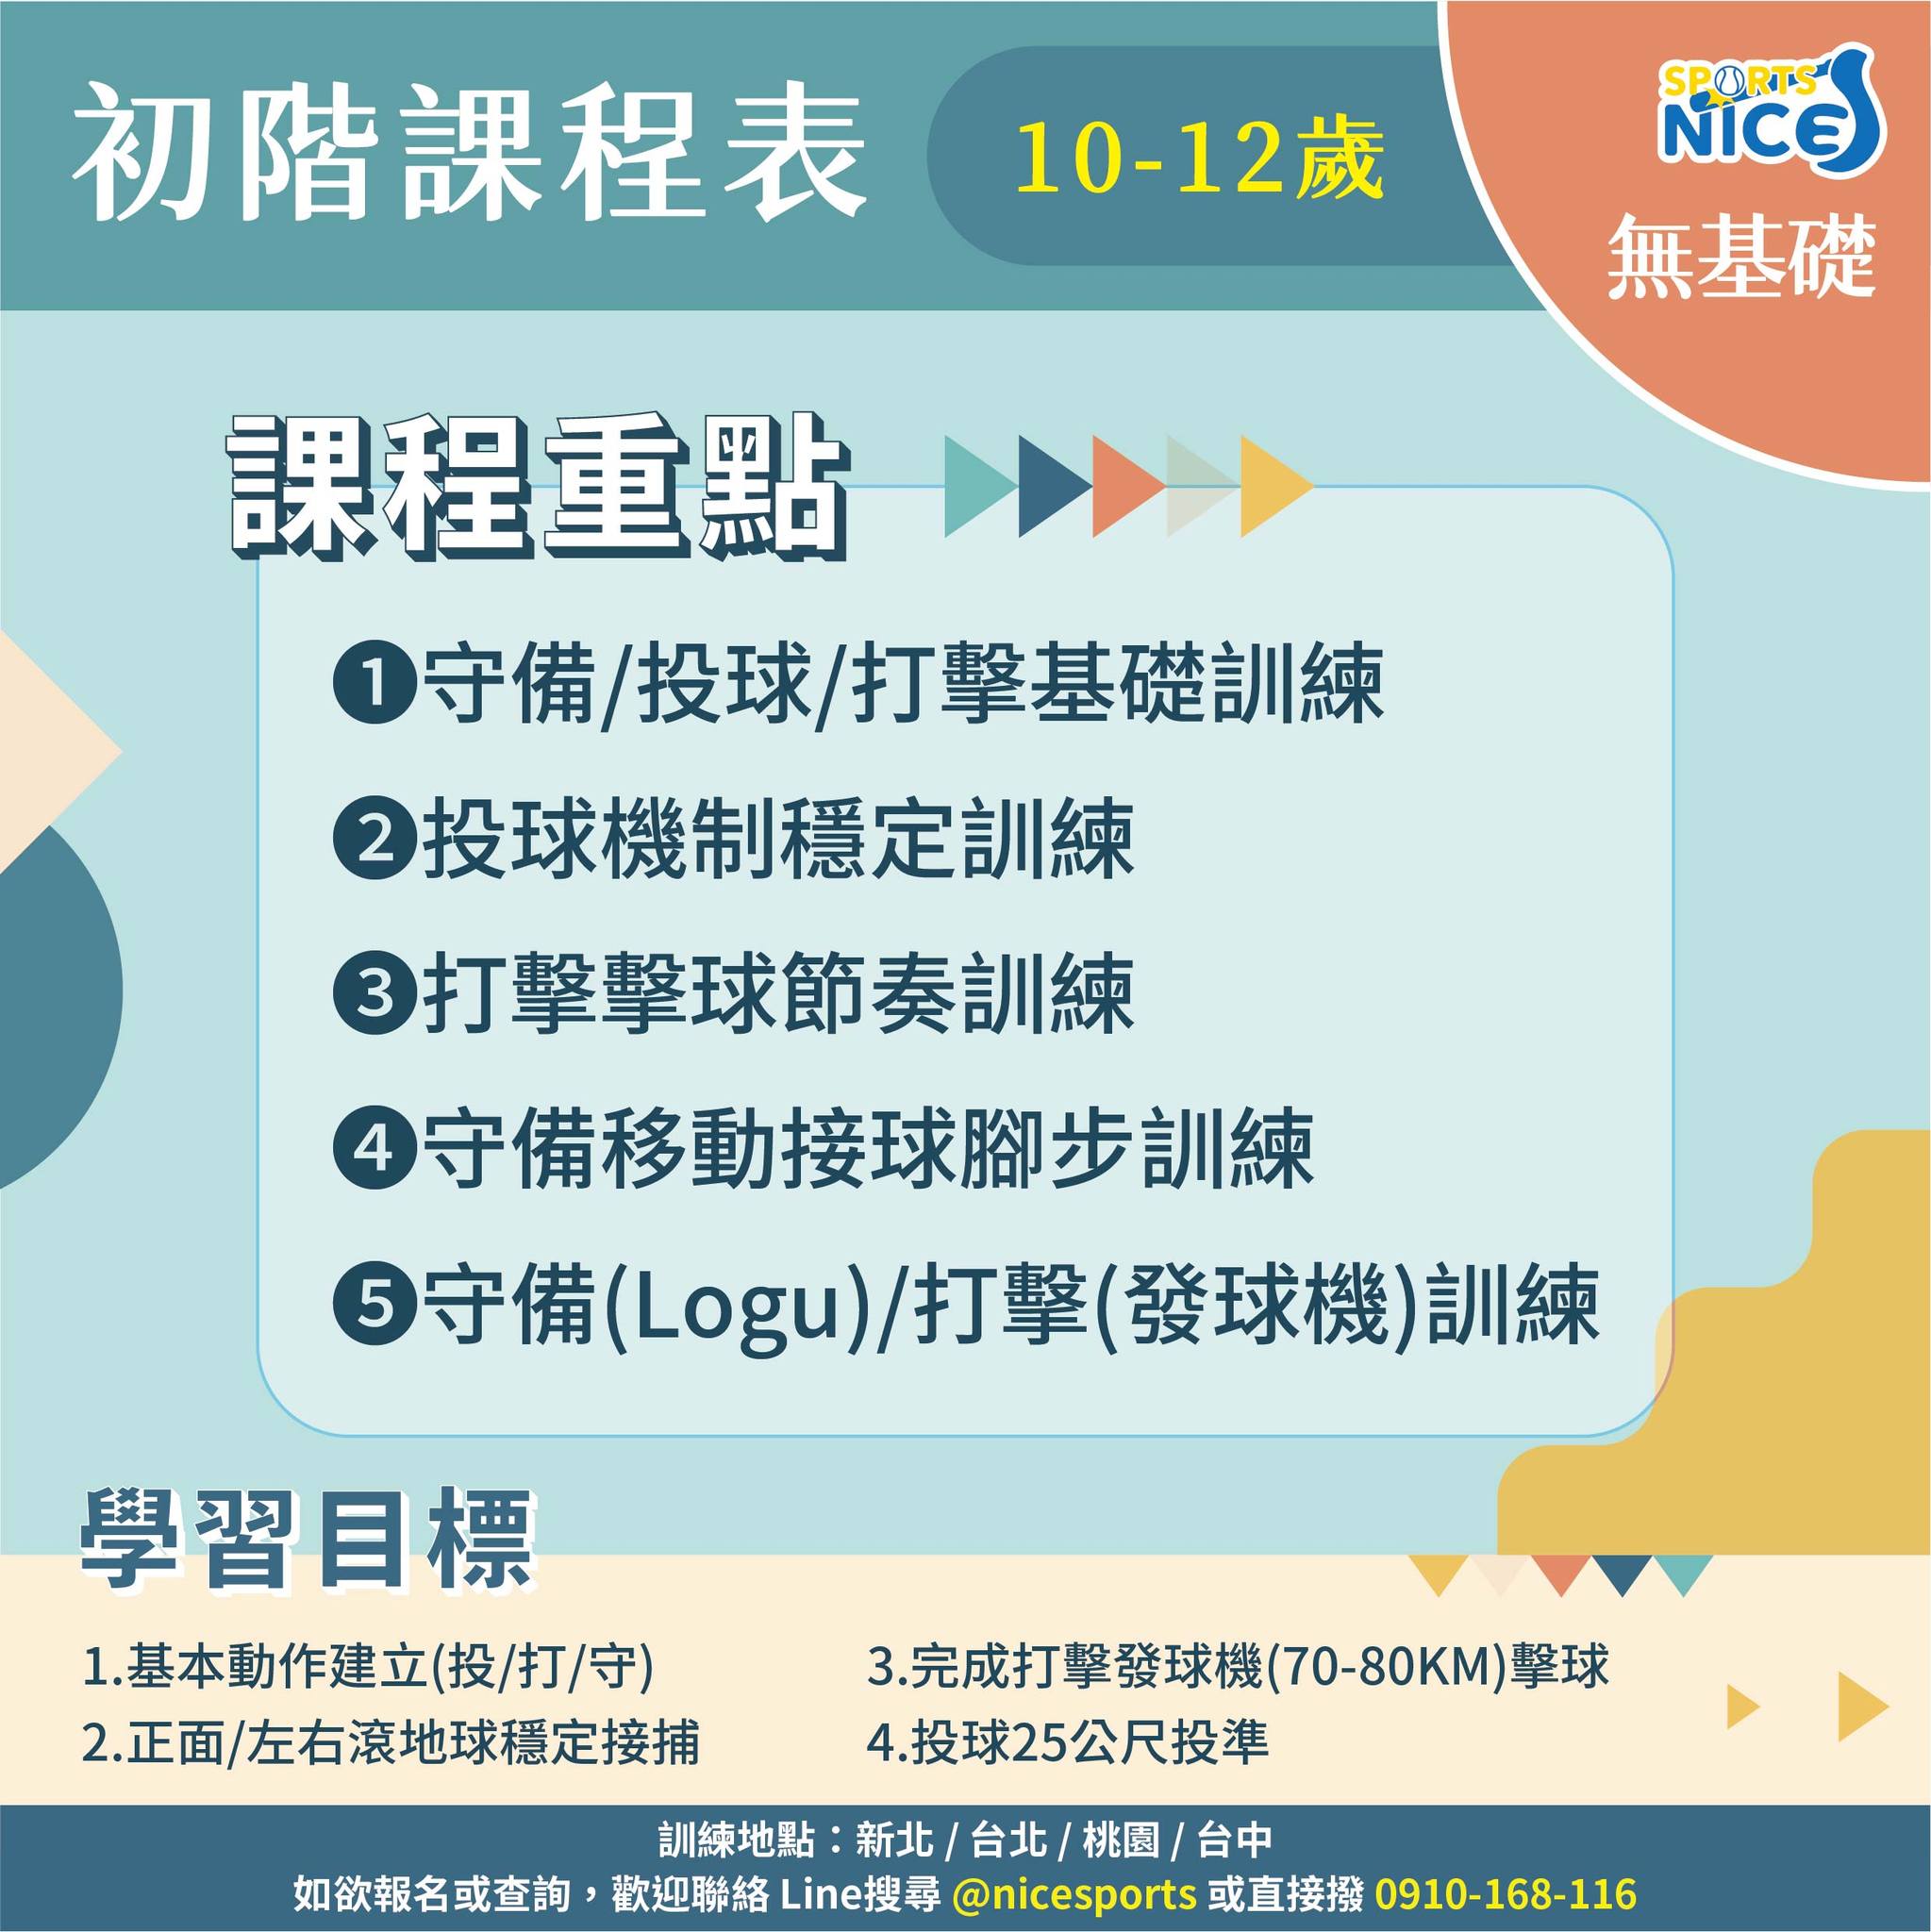 初階課程表
10-12歲
SPORTS
NICE
無基礎
課程重點
❶守備/投球/打擊基礎訓練
❷投球機制穩定訓練
❸打擊擊球節奏訓練
❹守備移動接球腳步訓練
❺守備(Logu)/打擊(發球機)訓練
學習目標
1.基本動作建立(投/打/守)
2.正面/左右滾地球穩定接捕
3.完成打擊發球機(70-80KM)擊球
4.投球25公尺投準
訓練地點：新北 / 台北 / 桃園 / 台中
如欲報名或查詢，歡迎聯絡 Line搜尋 @nicesports 或直接撥 0910-168-116